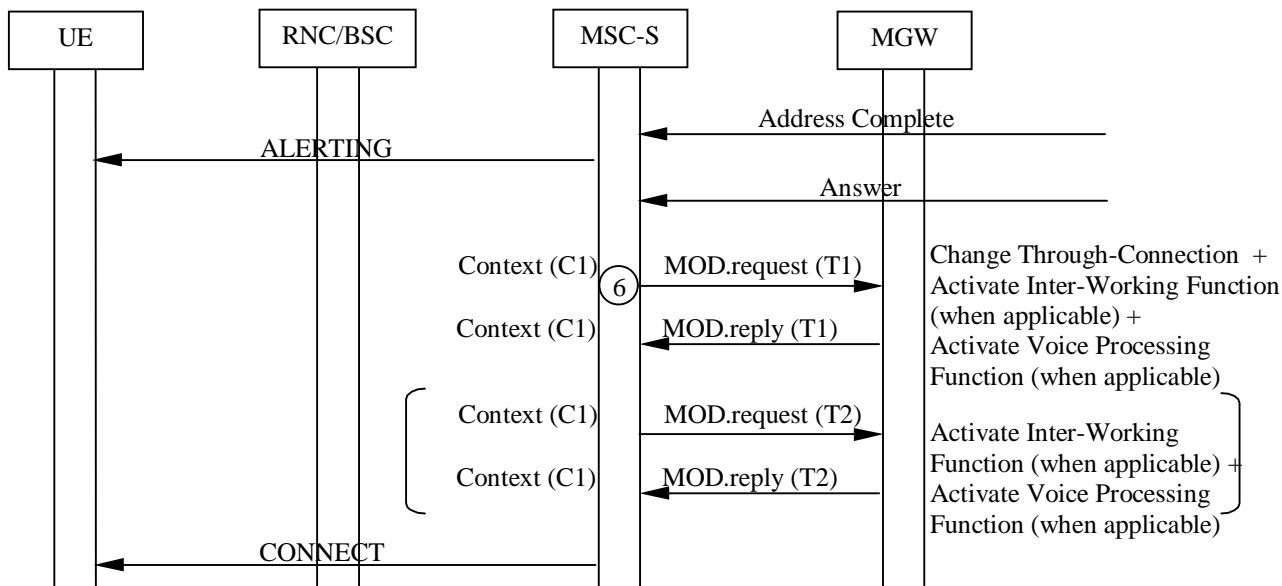 UE
RNC/BSC
MSC-S
MGW
Address Complete
ALERTING
Answer
Context (C1)
6
MOD.request (T1)
Change Through-Connection +
Activate Inter-Working Function
(when applicable) +
Activate Voice Processing
Function (when applicable)
Context (C1)
MOD.reply (T1)
Context (C1)
MOD.request (T2)
Activate Inter-Working
Function (when applicable) +
Activate Voice Processing
Function (when applicable)
Context (C1)
MOD.reply (T2)
CONNECT